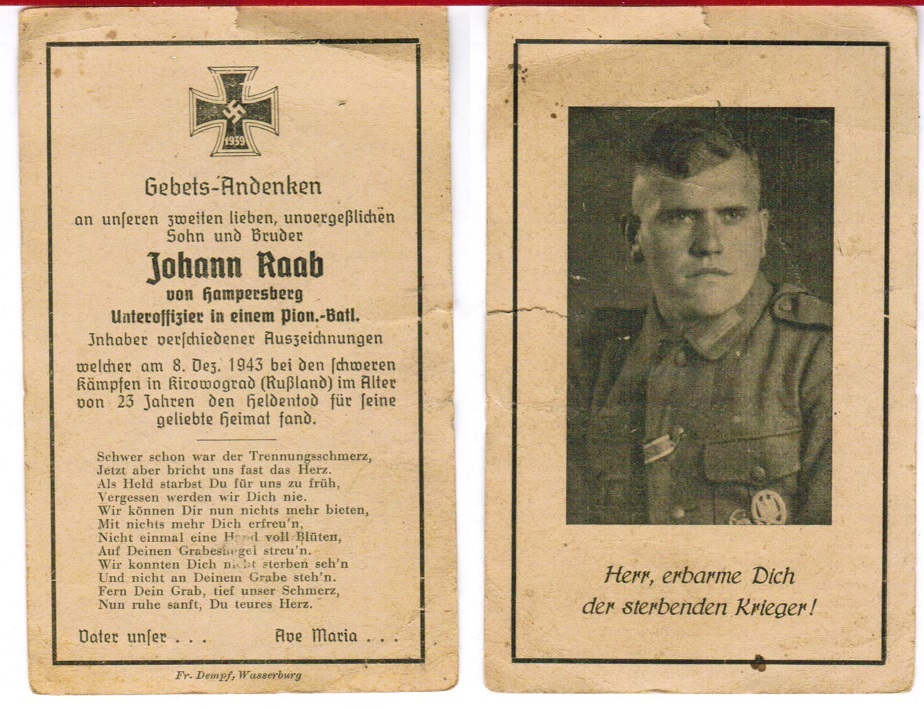 1939
Gebets-Andenken
an unseren zweiten lieben, unvergeßlichen
Sohn und Bruder
Johann Raab
von Hampersberg
Unteroffizier in einem Pion.-Batl.
Inhaber verschiedener Auszeichnungen
welcher am 8. Dez. 1943 bei den schweren
Kämpfen in Kirowograd (Rußland) im Alter
von 23 Jahren den Heldentod für seine
geliebte Heimat fand.
Schwer schon war der Trennungsschmerz,
Jetzt aber bricht uns fast das Herz.
Als Held starbst Du für uns zu früh,
Vergessen werden wir Dich nie.
Wir können Dir nun nichts mehr bieten,
Mit nichts mehr Dich erfreu'n,
Nicht einmal eine Hand voll Blüten,
Auf Deinen Grabeshügel streu'n.
Wir konnten Dich nicht sterben seh'n
Und nicht an Deinem Grabe steh'n.
Fern Dein Grab, tief unser Schmerz,
Nun ruhe sanft, Du teures Herz.
Vater unser . . . Ave Maria . . .
Fr. Dempf, Wasserburg
Herr, erbarme Dich
der sterbenden Krieger!